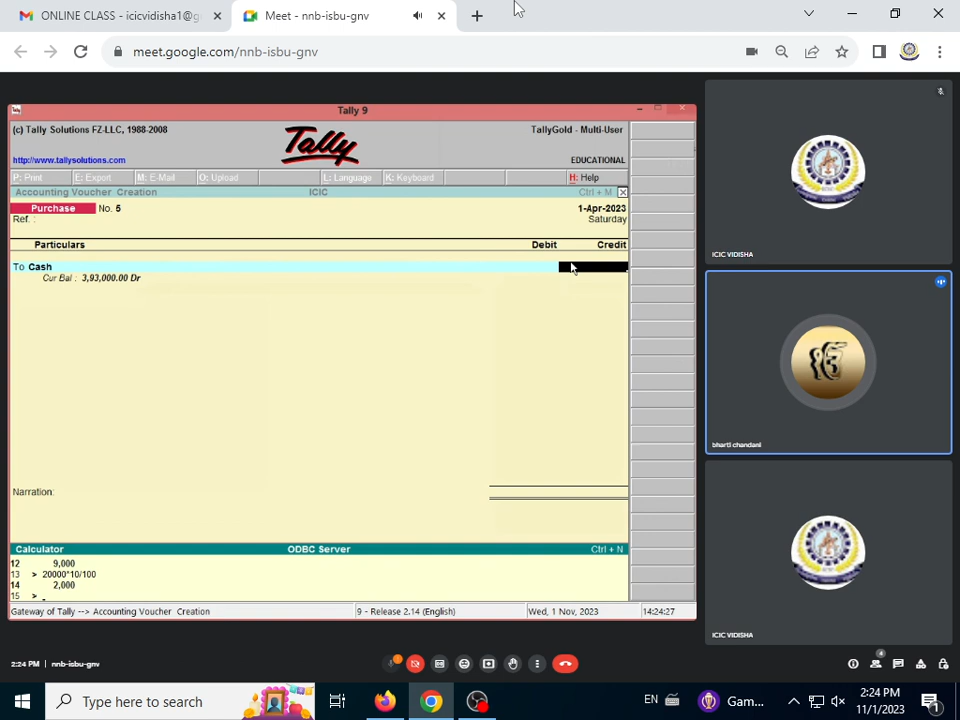 ONLINE CLASS - icicvidisha1@g
Meet - nnb-isbu-gnv
meet.google.com/nnb-isbu-gnv
Tally 9
(c) Tally Solutions FZ-LLC, 1988-2008
Tally
TallyGold - Multi-User
http://www.tallysolutions.com
EDUCATIONAL
P: Print E: Export M: E-Mail O: Upload L: Language K: Keyboard H: Help
Accounting Voucher Creation ICIC Ctrl + M
Purchase No. 5 1-Apr-2023
Ref. : Saturday
Particulars Debit Credit
To Cash
Cur Bal : 3,93,000.00 Dr
Narration:
Calculator ODBC Server Ctrl + N
12 9,000
13 > 20000*10/100
14 2,000
15 > _
Gateway of Tally --> Accounting Voucher Creation 9 - Release 2.14 (English) Wed, 1 Nov, 2023 14:24:27
ICIC VIDISHA
bharti chandani
ICIC VIDISHA
2:24 PM | nnb-isbu-gnv
4
Type here to search
EN
Gam...
2:24 PM
11/1/2023
1